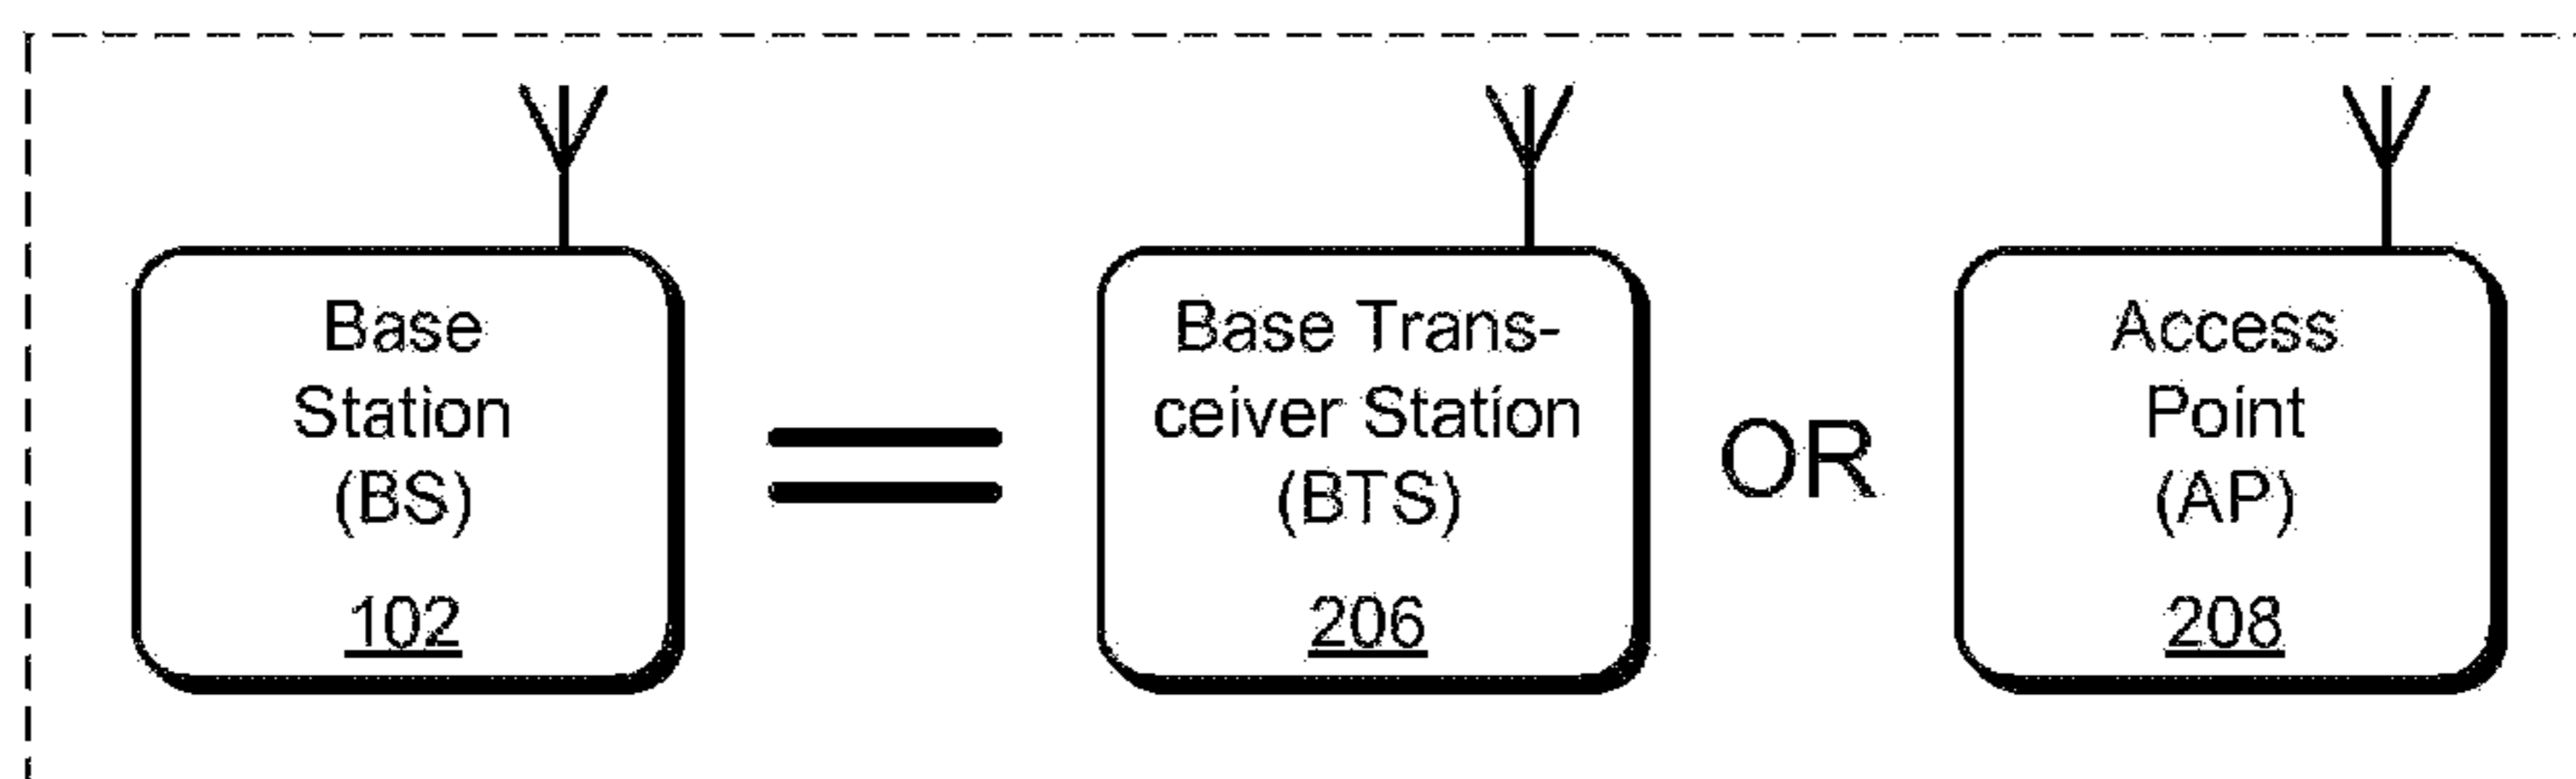 Base
Station
(BS)
102
Base Trans-
ceiver Station
(BTS)
206
OR
Access
Point
(AP)
208